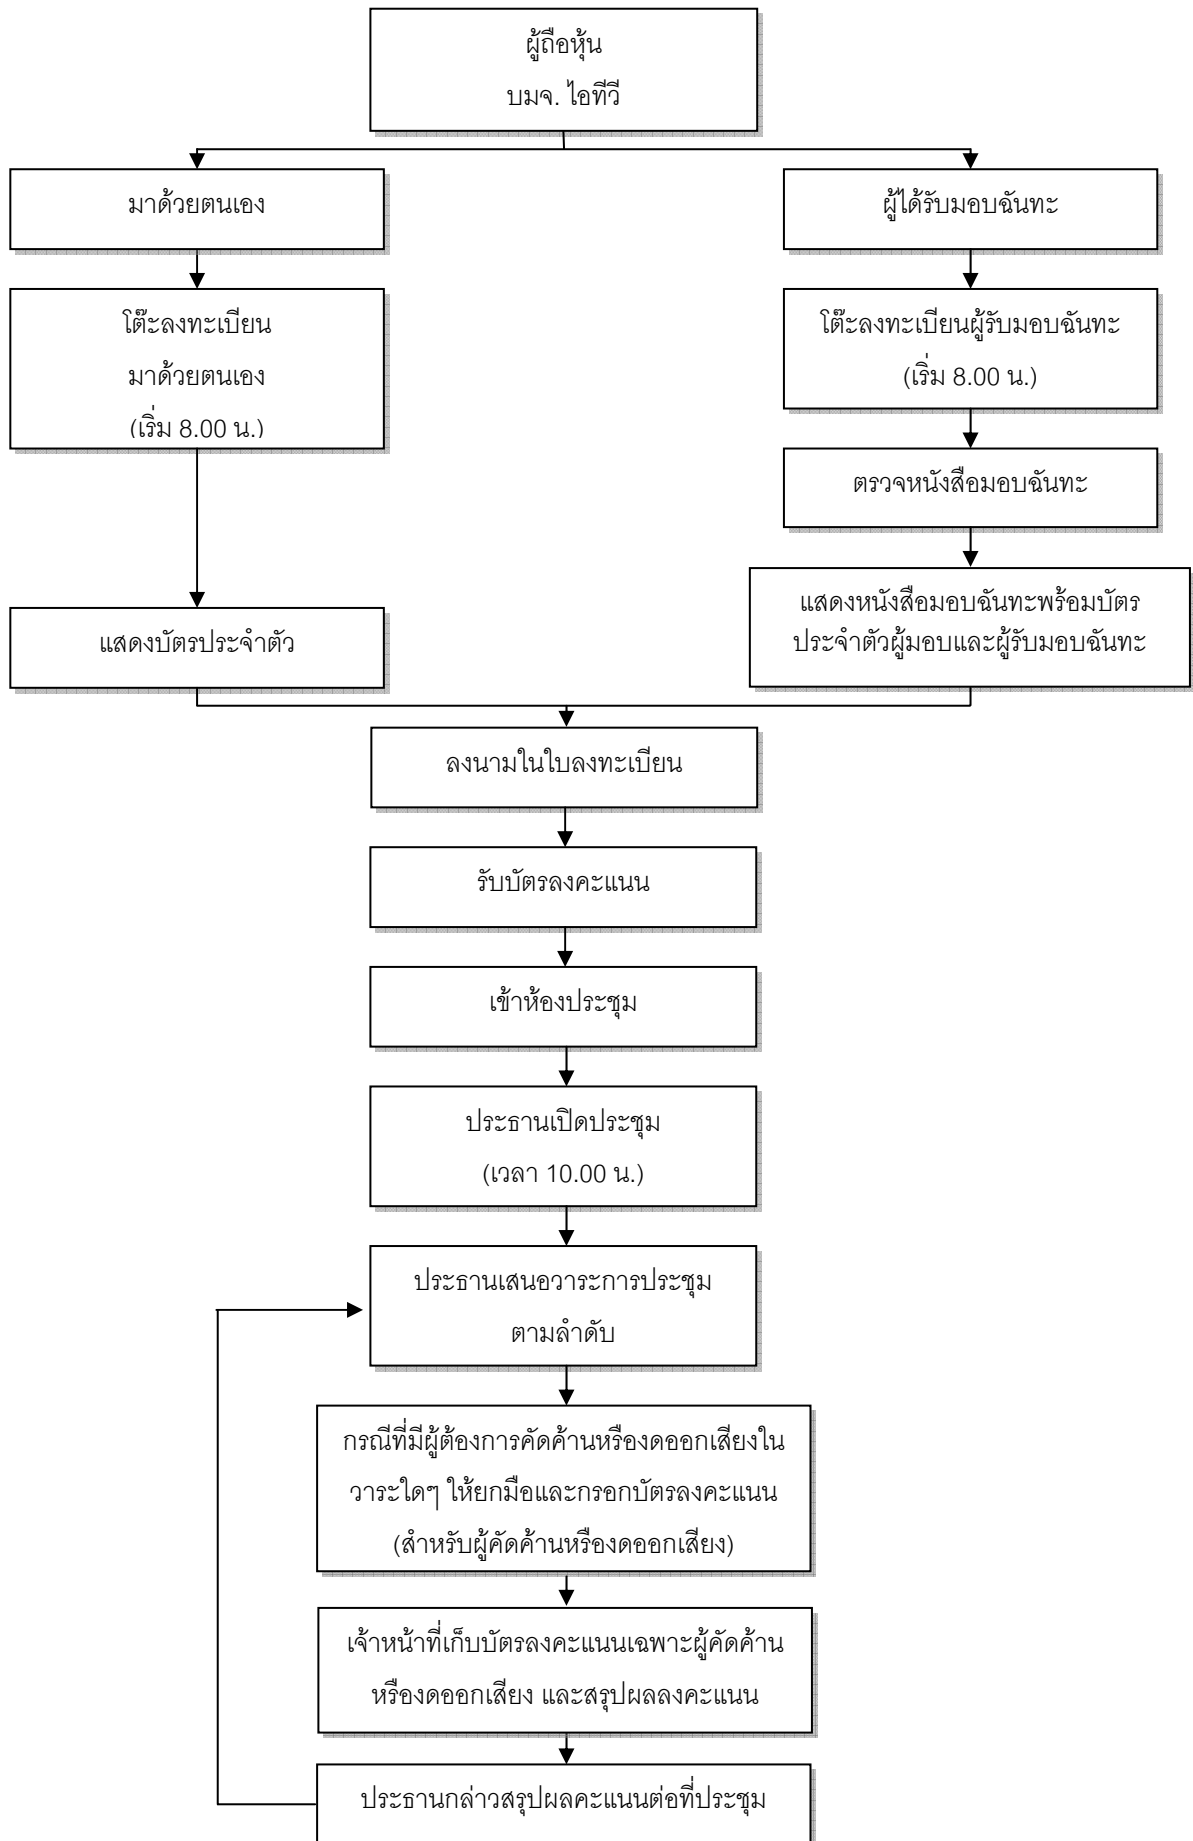 ผู้ถือหุ้น
บมจ. ไอทีวี
มาด้วยตนเอง
ผู้ได้รับมอบฉันทะ
โต๊ะลงทะเบียน
มาด้วยตนเอง
(เริ่ม 8.00 น.)
โต๊ะลงทะเบียนผู้รับมอบฉันทะ
(เริ่ม 8.00 น.)
ตรวจหนังสือมอบฉันทะ
แสดงบัตรประจำตัว
แสดงหนังสือมอบฉันทะพร้อมบัตร
ประจำตัวผู้มอบและผู้รับมอบฉันทะ
ลงนามในใบลงทะเบียน
รับบัตรลงคะแนน
เข้าห้องประชุม
ประธานเปิดประชุม
(เวลา 10.00 น.)
ประธานเสนอวาระการประชุม
ตามลำดับ
กรณีที่มีผู้ต้องการคัดค้านหรืองดออกเสียงใน
วาระใดๆ ให้ยกมือและกรอกบัตรลงคะแนน
(สำหรับผู้คัดค้านหรืองดออกเสียง)
เจ้าหน้าที่เก็บบัตรลงคะแนนเฉพาะผู้คัดค้าน
หรืองดออกเสียง และสรุปผลลงคะแนน
ประธานกล่าวสรุปผลคะแนนต่อที่ประชุม